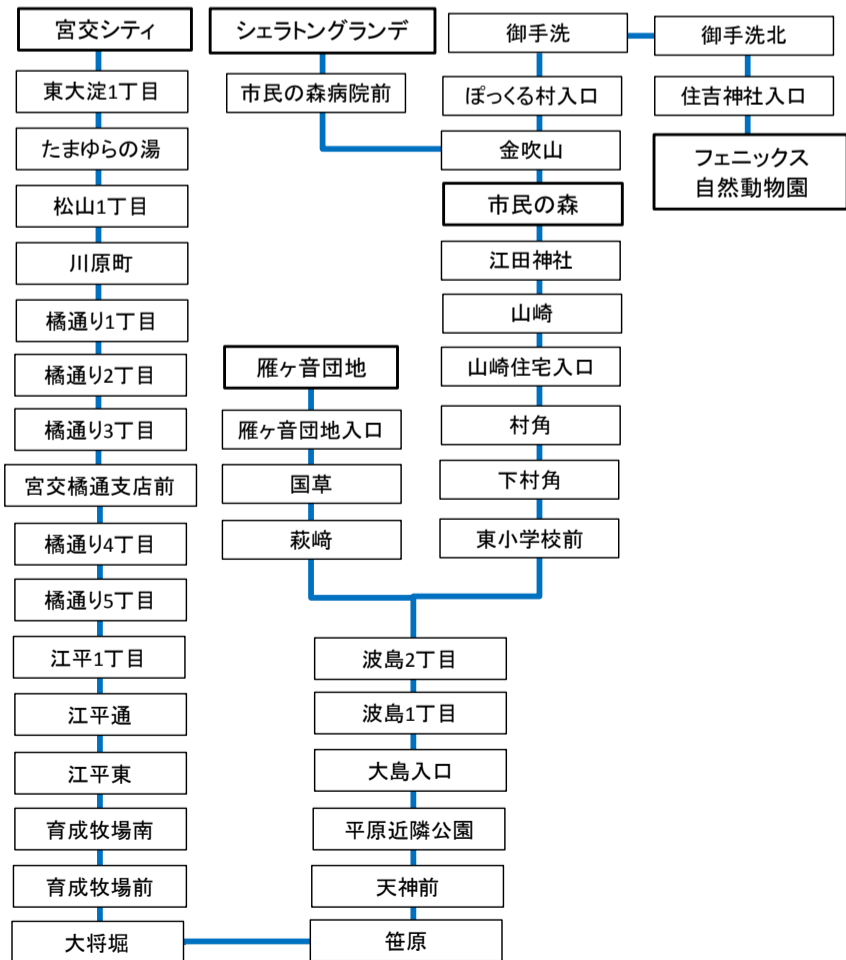 宮交シティ
東大淀1丁目
たまゆらの湯
松山1丁目
川原町
橘通り1丁目
橘通り2丁目
橘通り3丁目
宮交橘通支店前
橘通り4丁目
橘通り5丁目
江平1丁目
江平通
江平東
育成牧場南
育成牧場前
大将堀
シェラトングランデ
市民の森病院前
雁ヶ音団地
雁ヶ音団地入口
国草
萩﨑
波島2丁目
波島1丁目
大島入口
平原近隣公園
天神前
笹原
御手洗
ぽっくる村入口
金吹山
市民の森
江田神社
山崎
山崎住宅入口
村角
下村角
東小学校前
御手洗北
住吉神社入口
フェニックス
自然動物園